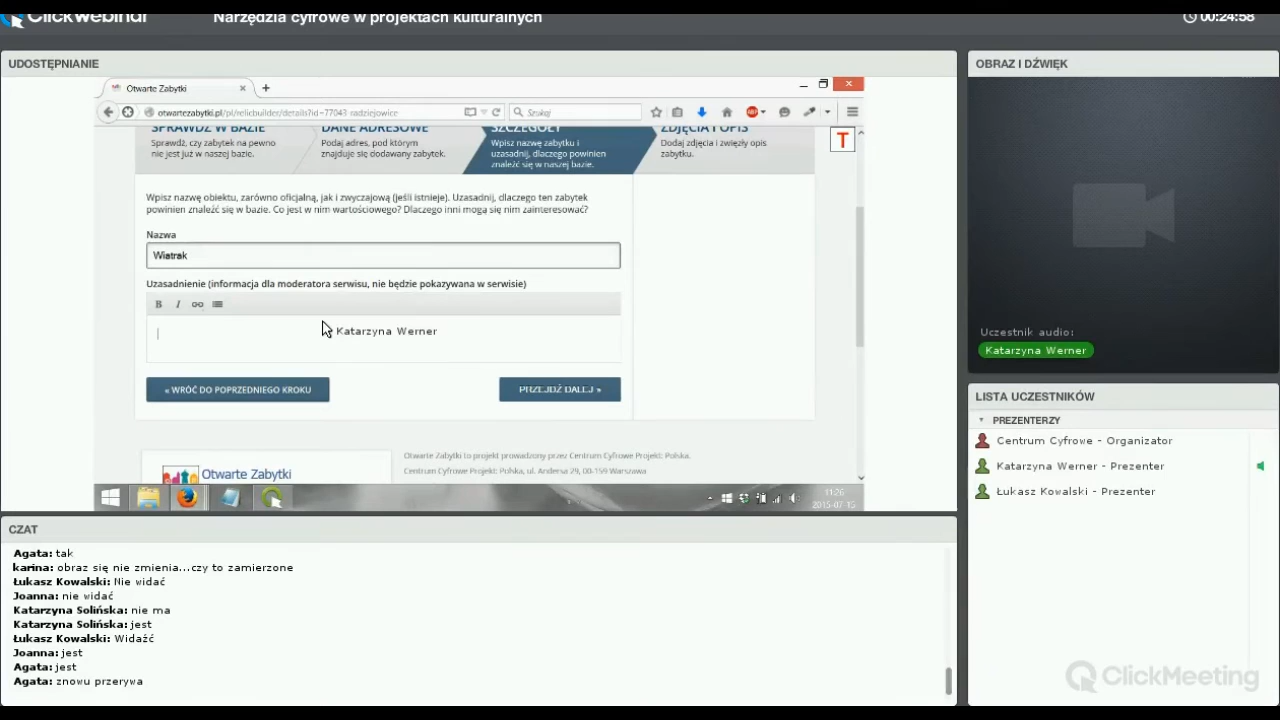 ClickWebinar
Narzędzia cyfrowe w projektach kulturalnych
00:24:58
UDOSTĘPNIANIE
Otwarte Zabytki
otwartezabytki.pl/pl/relicbuilder/details?id=77043-radziejowice
Szukaj
ABP
SPRAWDŹ W BAZIE
Sprawdź, czy zabytek na pewno
nie jest już w naszej bazie.
DANE ADRESOWE
Podaj adres, pod którym
znajduje się dodawany zabytek.
SZCZEGÓŁY
Wpisz nazwę zabytku i
uzasadnij, dlaczego powinien
znaleźć się w naszej bazie.
ZDJĘCIA I OPIS
Dodaj zdjęcia i zwięzły opis
zabytku.
T
Wpisz nazwę obiektu, zarówno oficjalną, jak i zwyczajową (jeśli istnieje). Uzasadnij, dlaczego ten zabytek
powinien znaleźć się w bazie. Co jest w nim wartościowego? Dlaczego inni mogą się nim zainteresować?
Nazwa
Wiatrak
Uzasadnienie (informacja dla moderatora serwisu, nie będzie pokazywana w serwisie)
B I
Katarzyna Werner
« WRÓĆ DO POPRZEDNIEGO KROKU
PRZEJDŹ DALEJ »
Otwarte Zabytki
Otwarte Zabytki to projekt prowadzony przez Centrum Cyfrowe Projekt: Polska.
Centrum Cyfrowe Projekt: Polska, ul. Andersa 29, 00-159 Warszawa
11:26
2015-07-15
OBRAZ I DŹWIĘK
Uczestnik audio:
Katarzyna Werner
LISTA UCZESTNIKÓW
PREZENTERZY
Centrum Cyfrowe - Organizator
Katarzyna Werner - Prezenter
Łukasz Kowalski - Prezenter
CZAT
Agata: tak
karina: obraz się nie zmienia...czy to zamierzone
Łukasz Kowalski: Nie widać
Joanna: nie widać
Katarzyna Solińska: nie ma
Katarzyna Solińska: jest
Łukasz Kowalski: Widaźć
Joanna: jest
Agata: jest
Agata: znowu przerywa
ClickMeeting